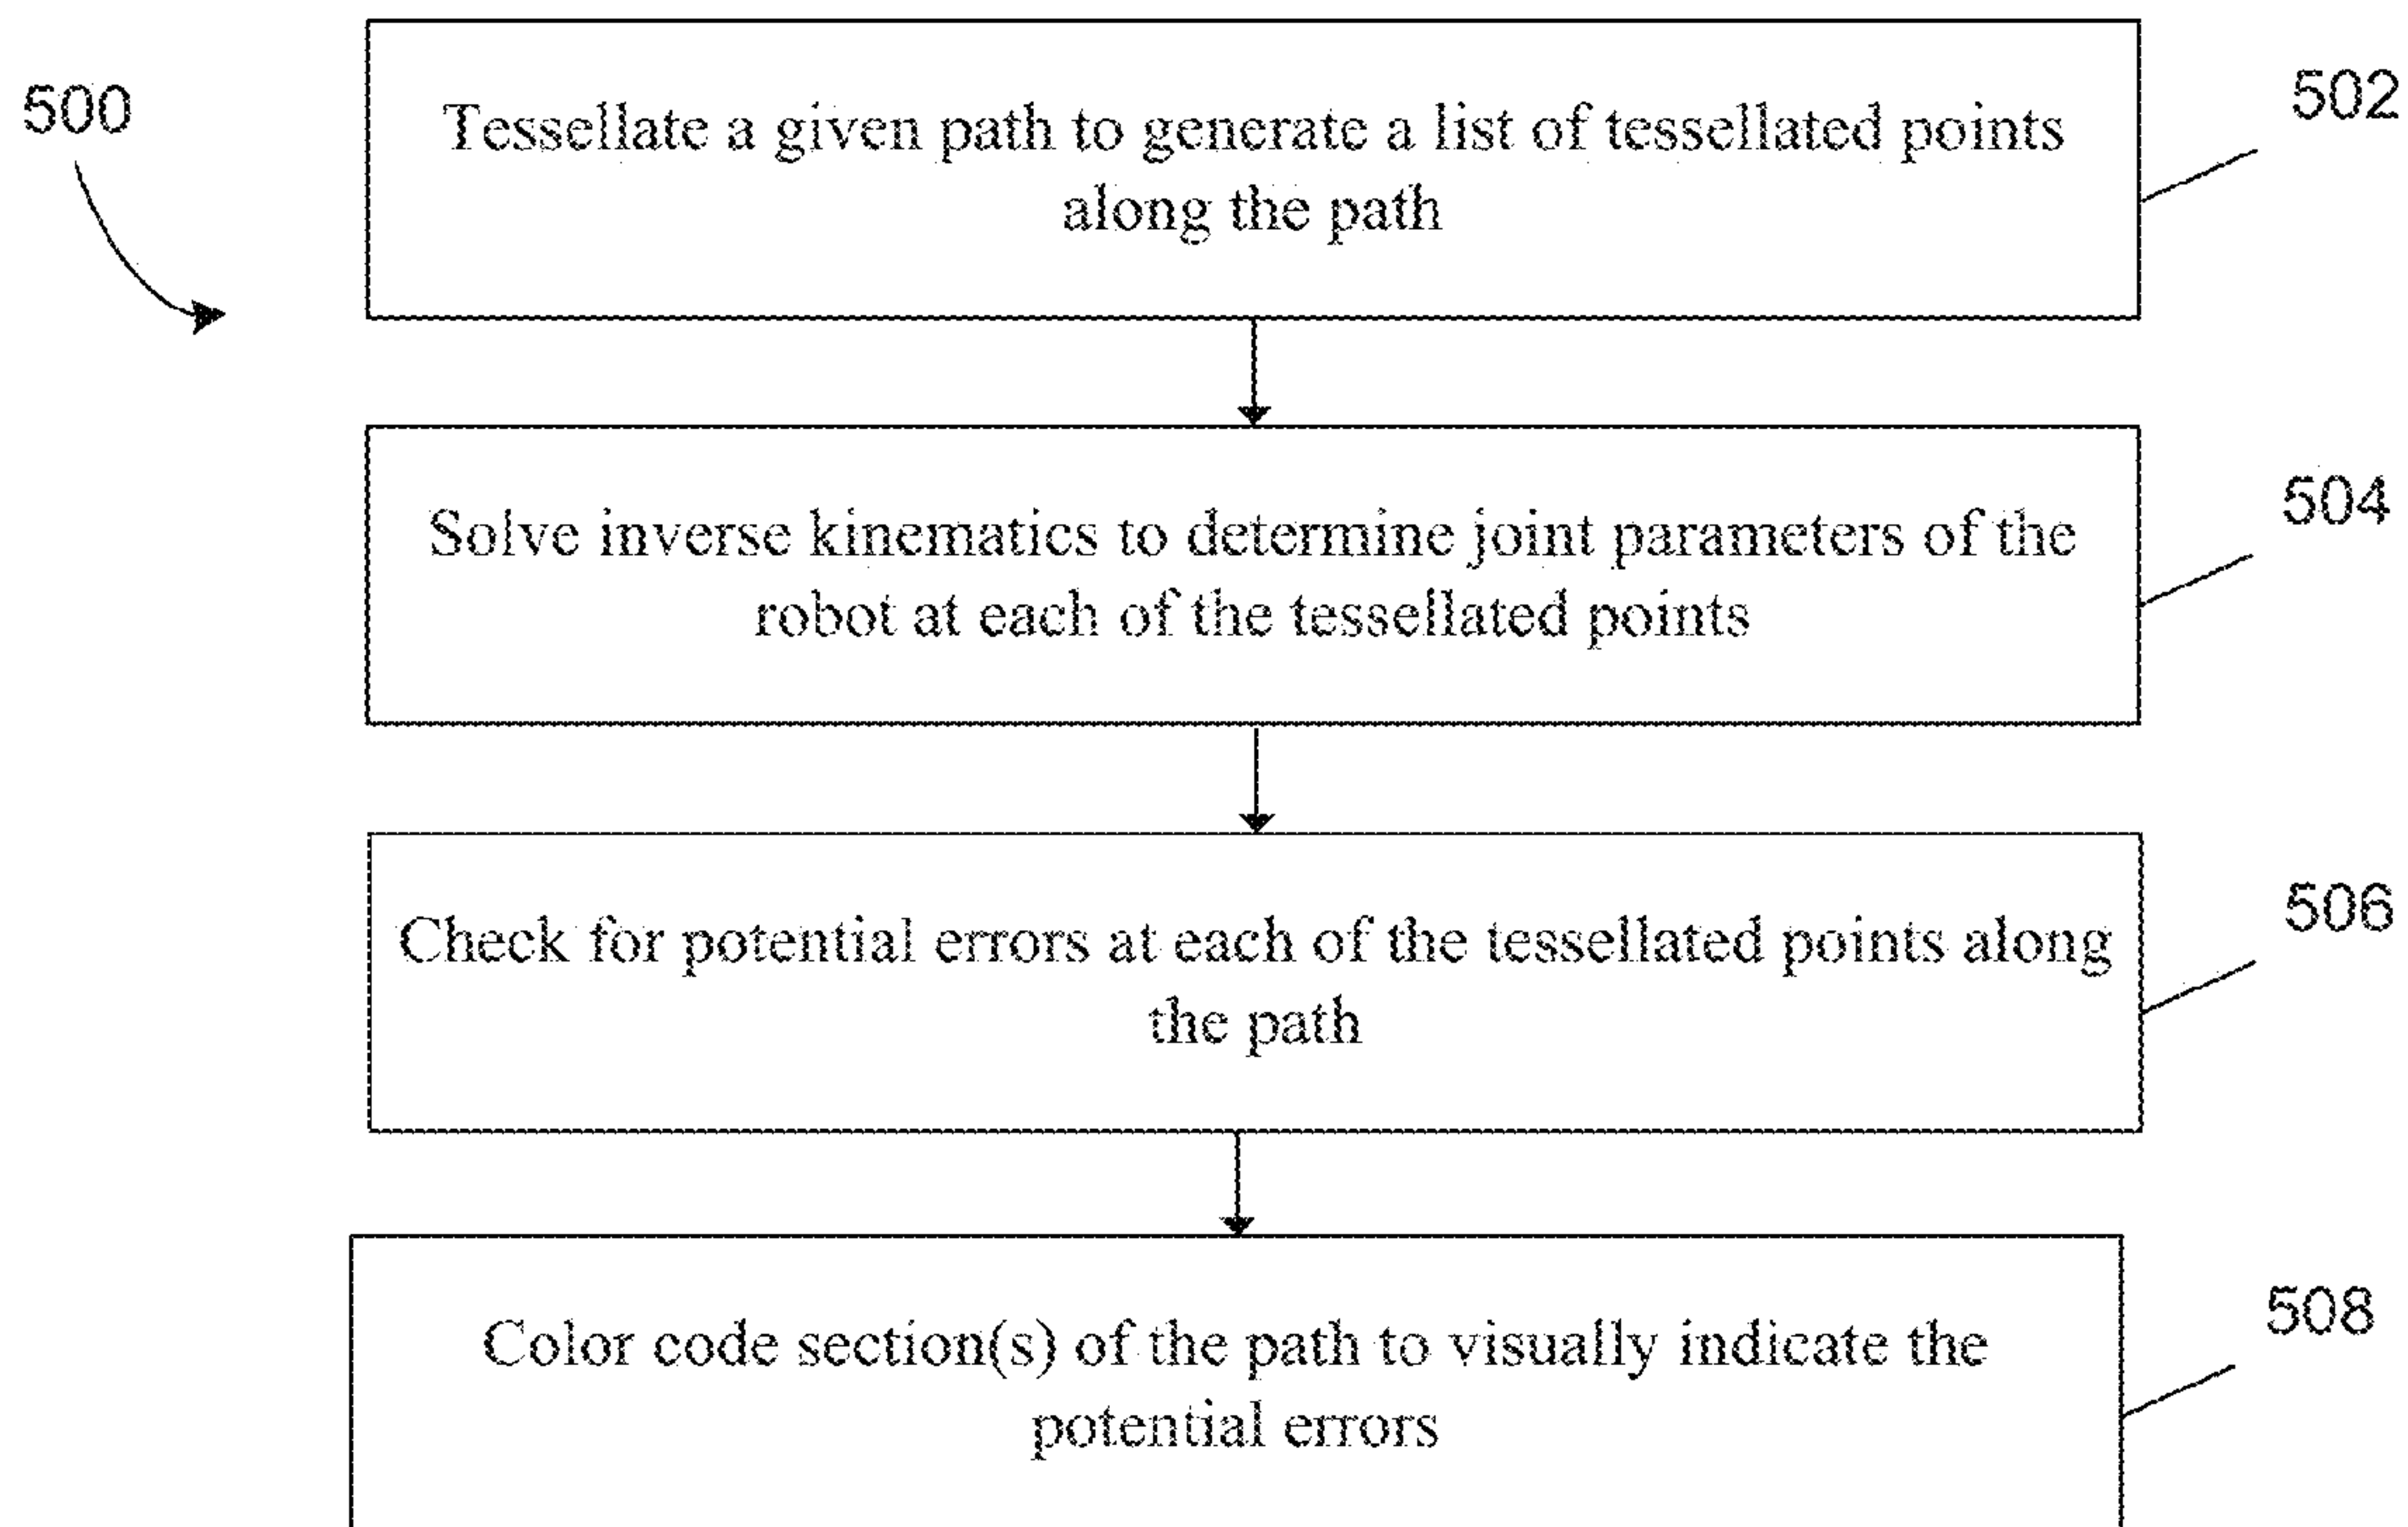 500
502
Tessellate a given path to generate a list of tessellated points
along the path
504
Solve inverse kinematics to determine joint parameters of the
robot at each of the tessellated points
506
Check for potential errors at each of the tessellated points along
the path
508
Color code section(s) of the path to visually indicate the
potential errors